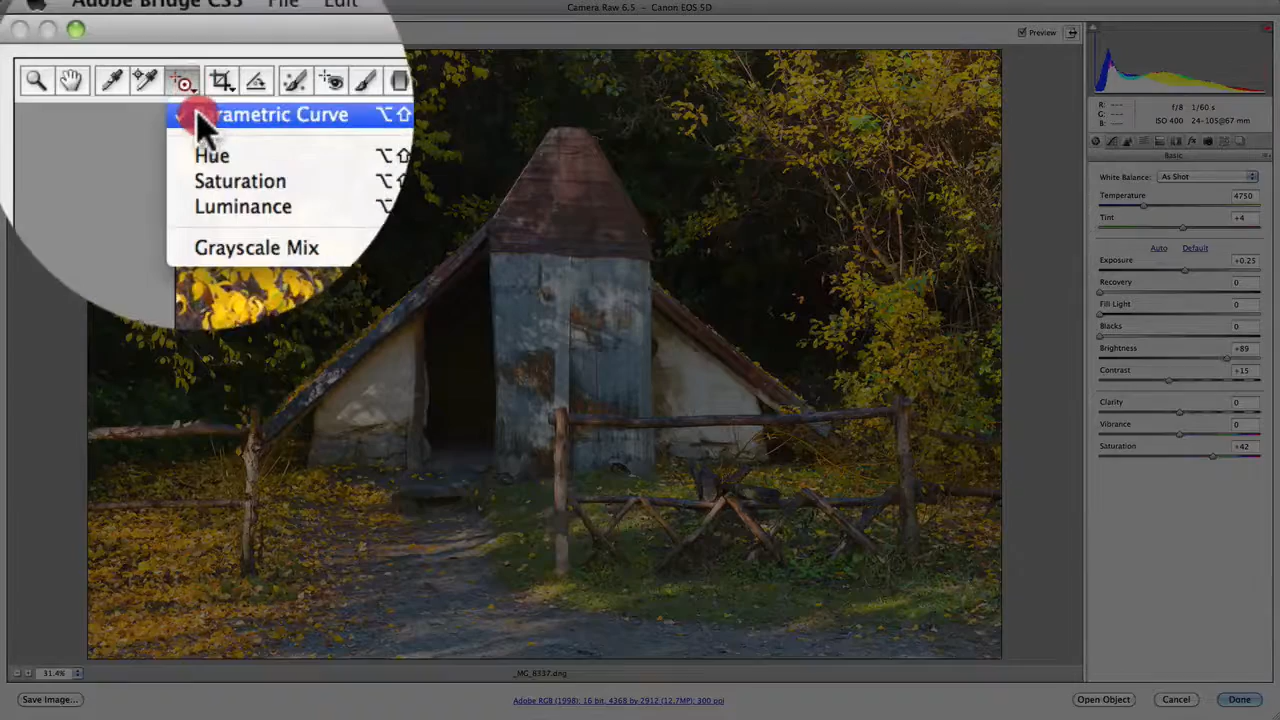 Adobe Bridge CS5 File Edit
Camera Raw 6.5 – Canon EOS 5D
Preview
Parametric Curve ⌥⇧
Hue ⌥⇧
Saturation ⌥⇧
Luminance ⌥
Grayscale Mix
R: ---
G: ---
B: ---
f/8 1/60 s
ISO 400 24-105@67 mm
Basic
White Balance: As Shot
Temperature 4750
Tint +4
Auto Default
Exposure +0.25
Recovery 0
Fill Light 0
Blacks 0
Brightness +89
Contrast +15
Clarity 0
Vibrance 0
Saturation +42
31.4%
_MG_8337.dng
Save Image...
Adobe RGB (1998); 16 bit; 4368 by 2912 (12.7MP); 300 ppi
Open Object
Cancel
Done